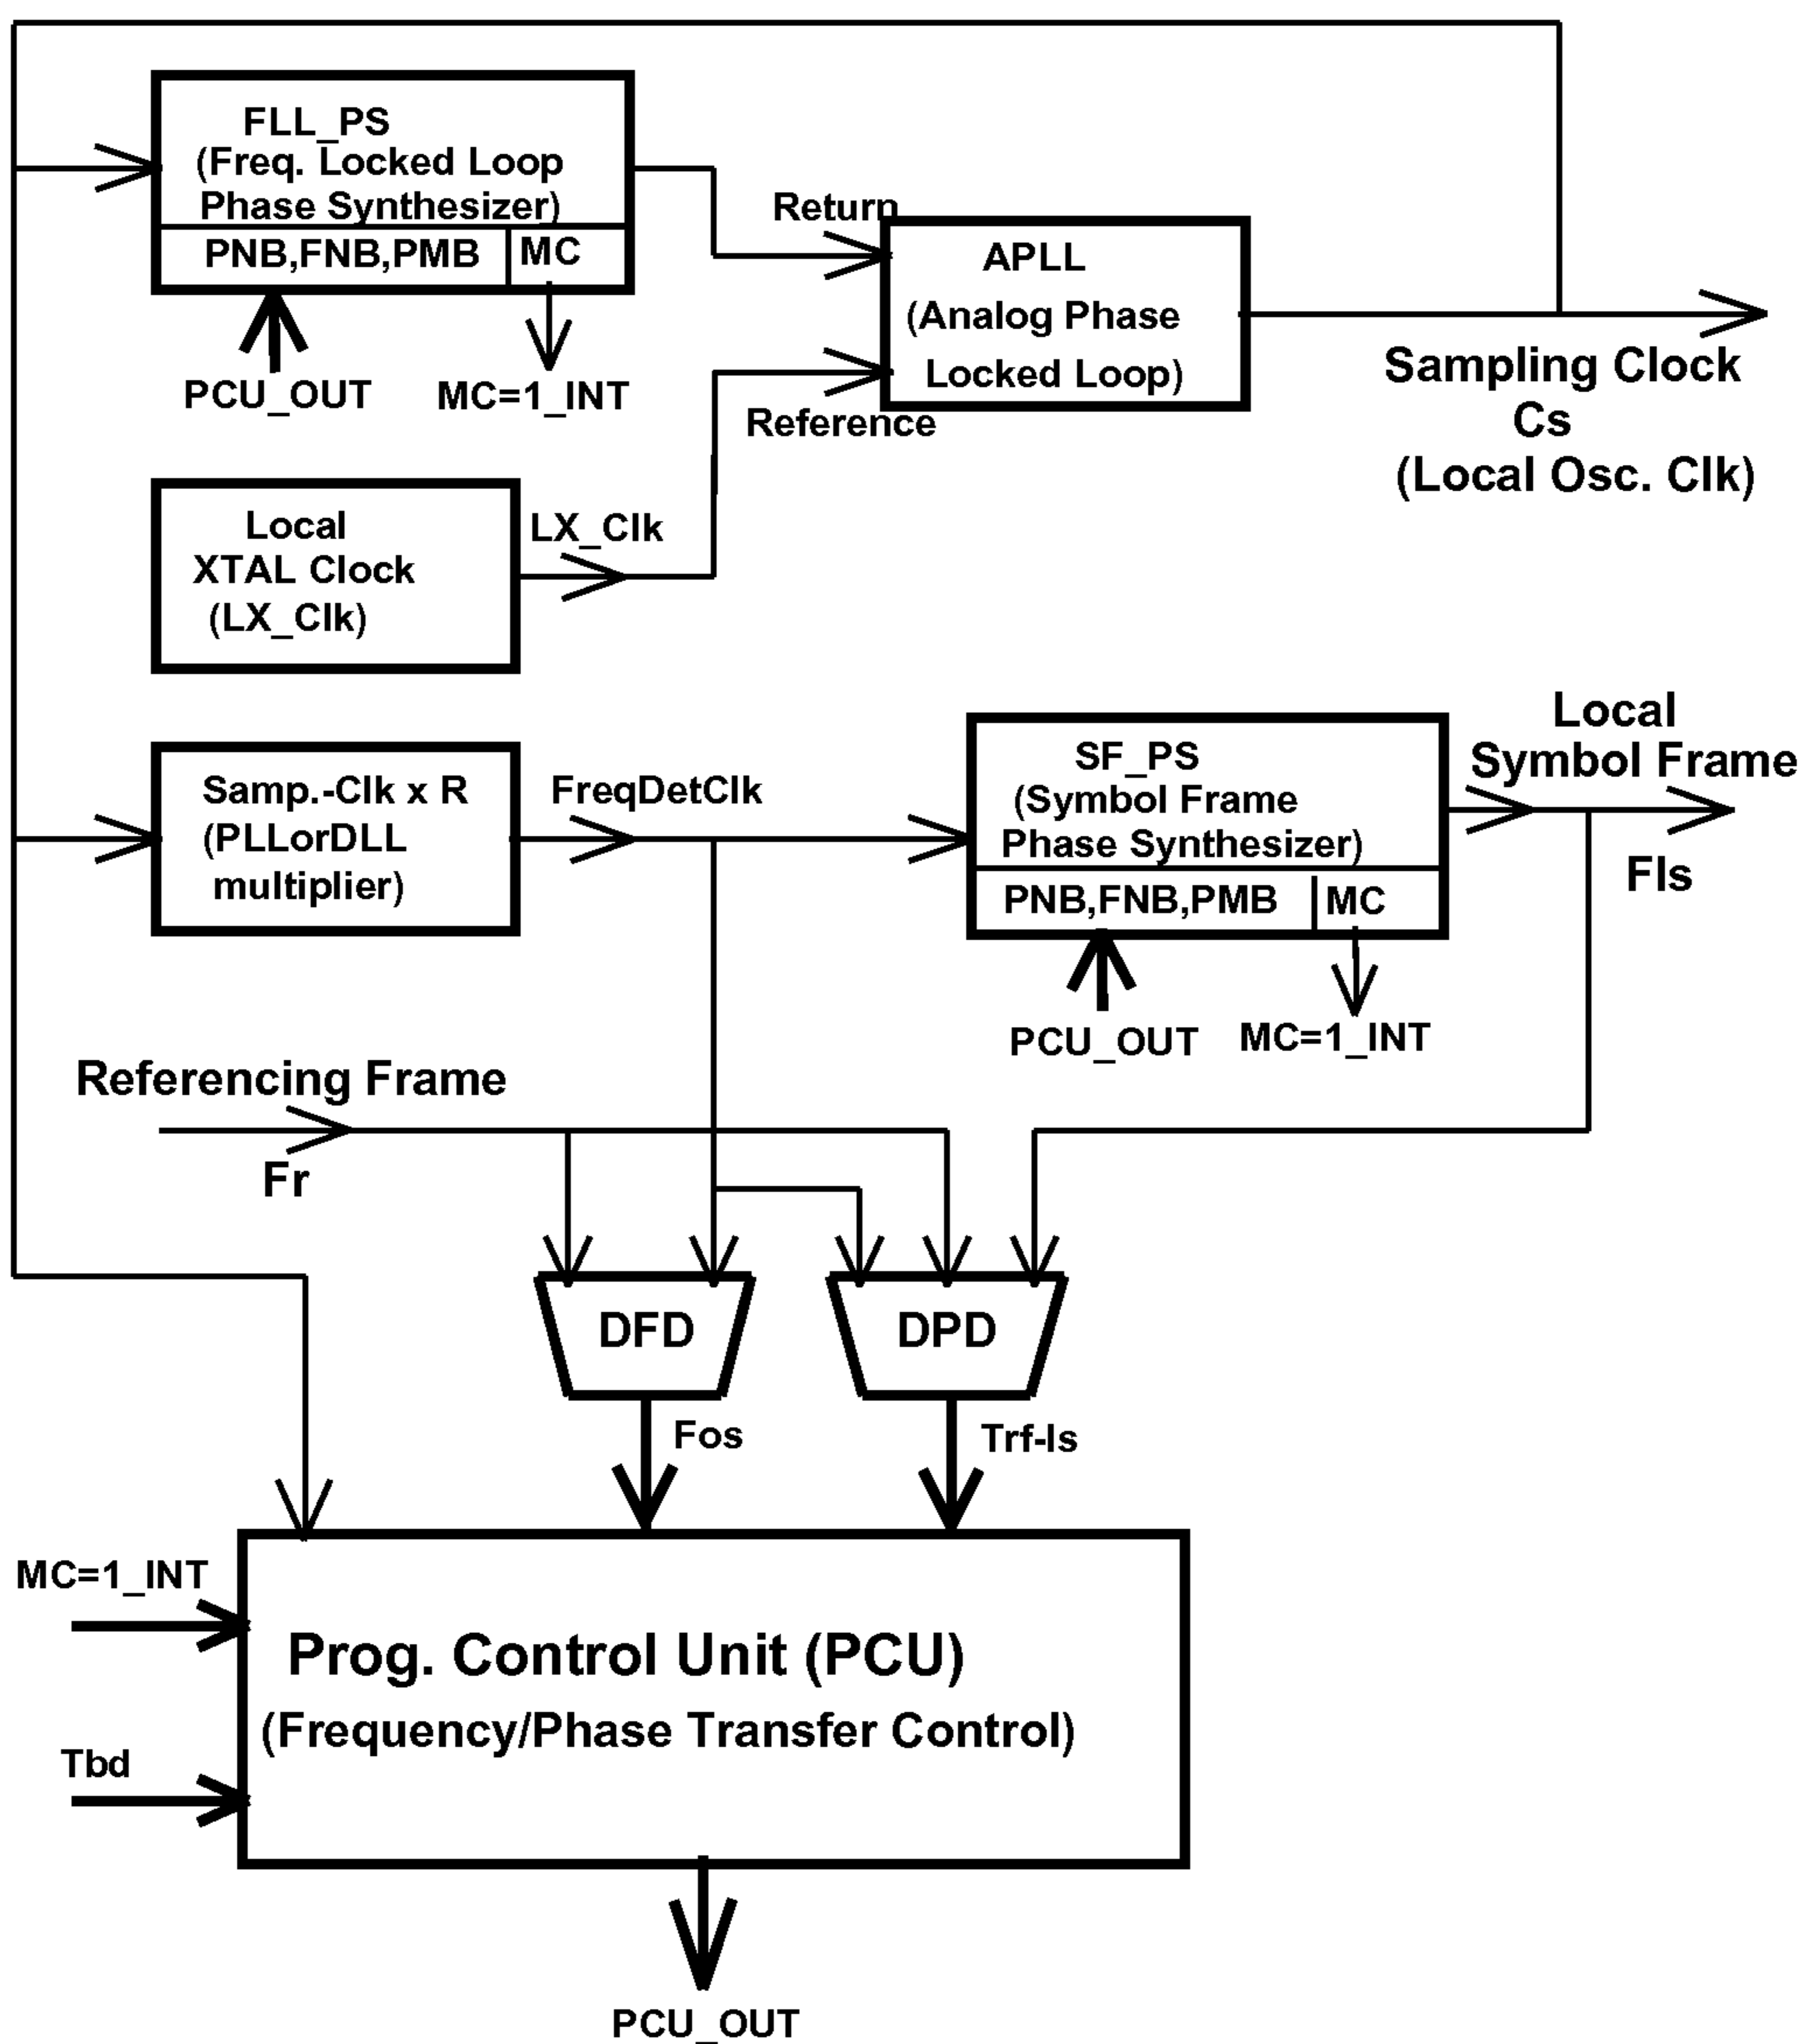 FLL_PS
(Freq. Locked Loop
Phase Synthesizer)
PNB,FNB,PMB
MC
PCU_OUT
MC=1_INT
Return
APLL
(Analog Phase
Locked Loop)
Reference
Sampling Clock
Cs
(Local Osc. Clk)
Local
XTAL Clock
(LX_Clk)
LX_Clk
Samp.-Clk x R
(PLLorDLL
multiplier)
FreqDetClk
SF_PS
(Symbol Frame
Phase Synthesizer)
PNB,FNB,PMB
MC
PCU_OUT
MC=1_INT
Local
Symbol Frame
Fls
Referencing Frame
Fr
DFD
DPD
Fos
Trf-ls
MC=1_INT
Tbd
Prog. Control Unit (PCU)
(Frequency/Phase Transfer Control)
PCU_OUT